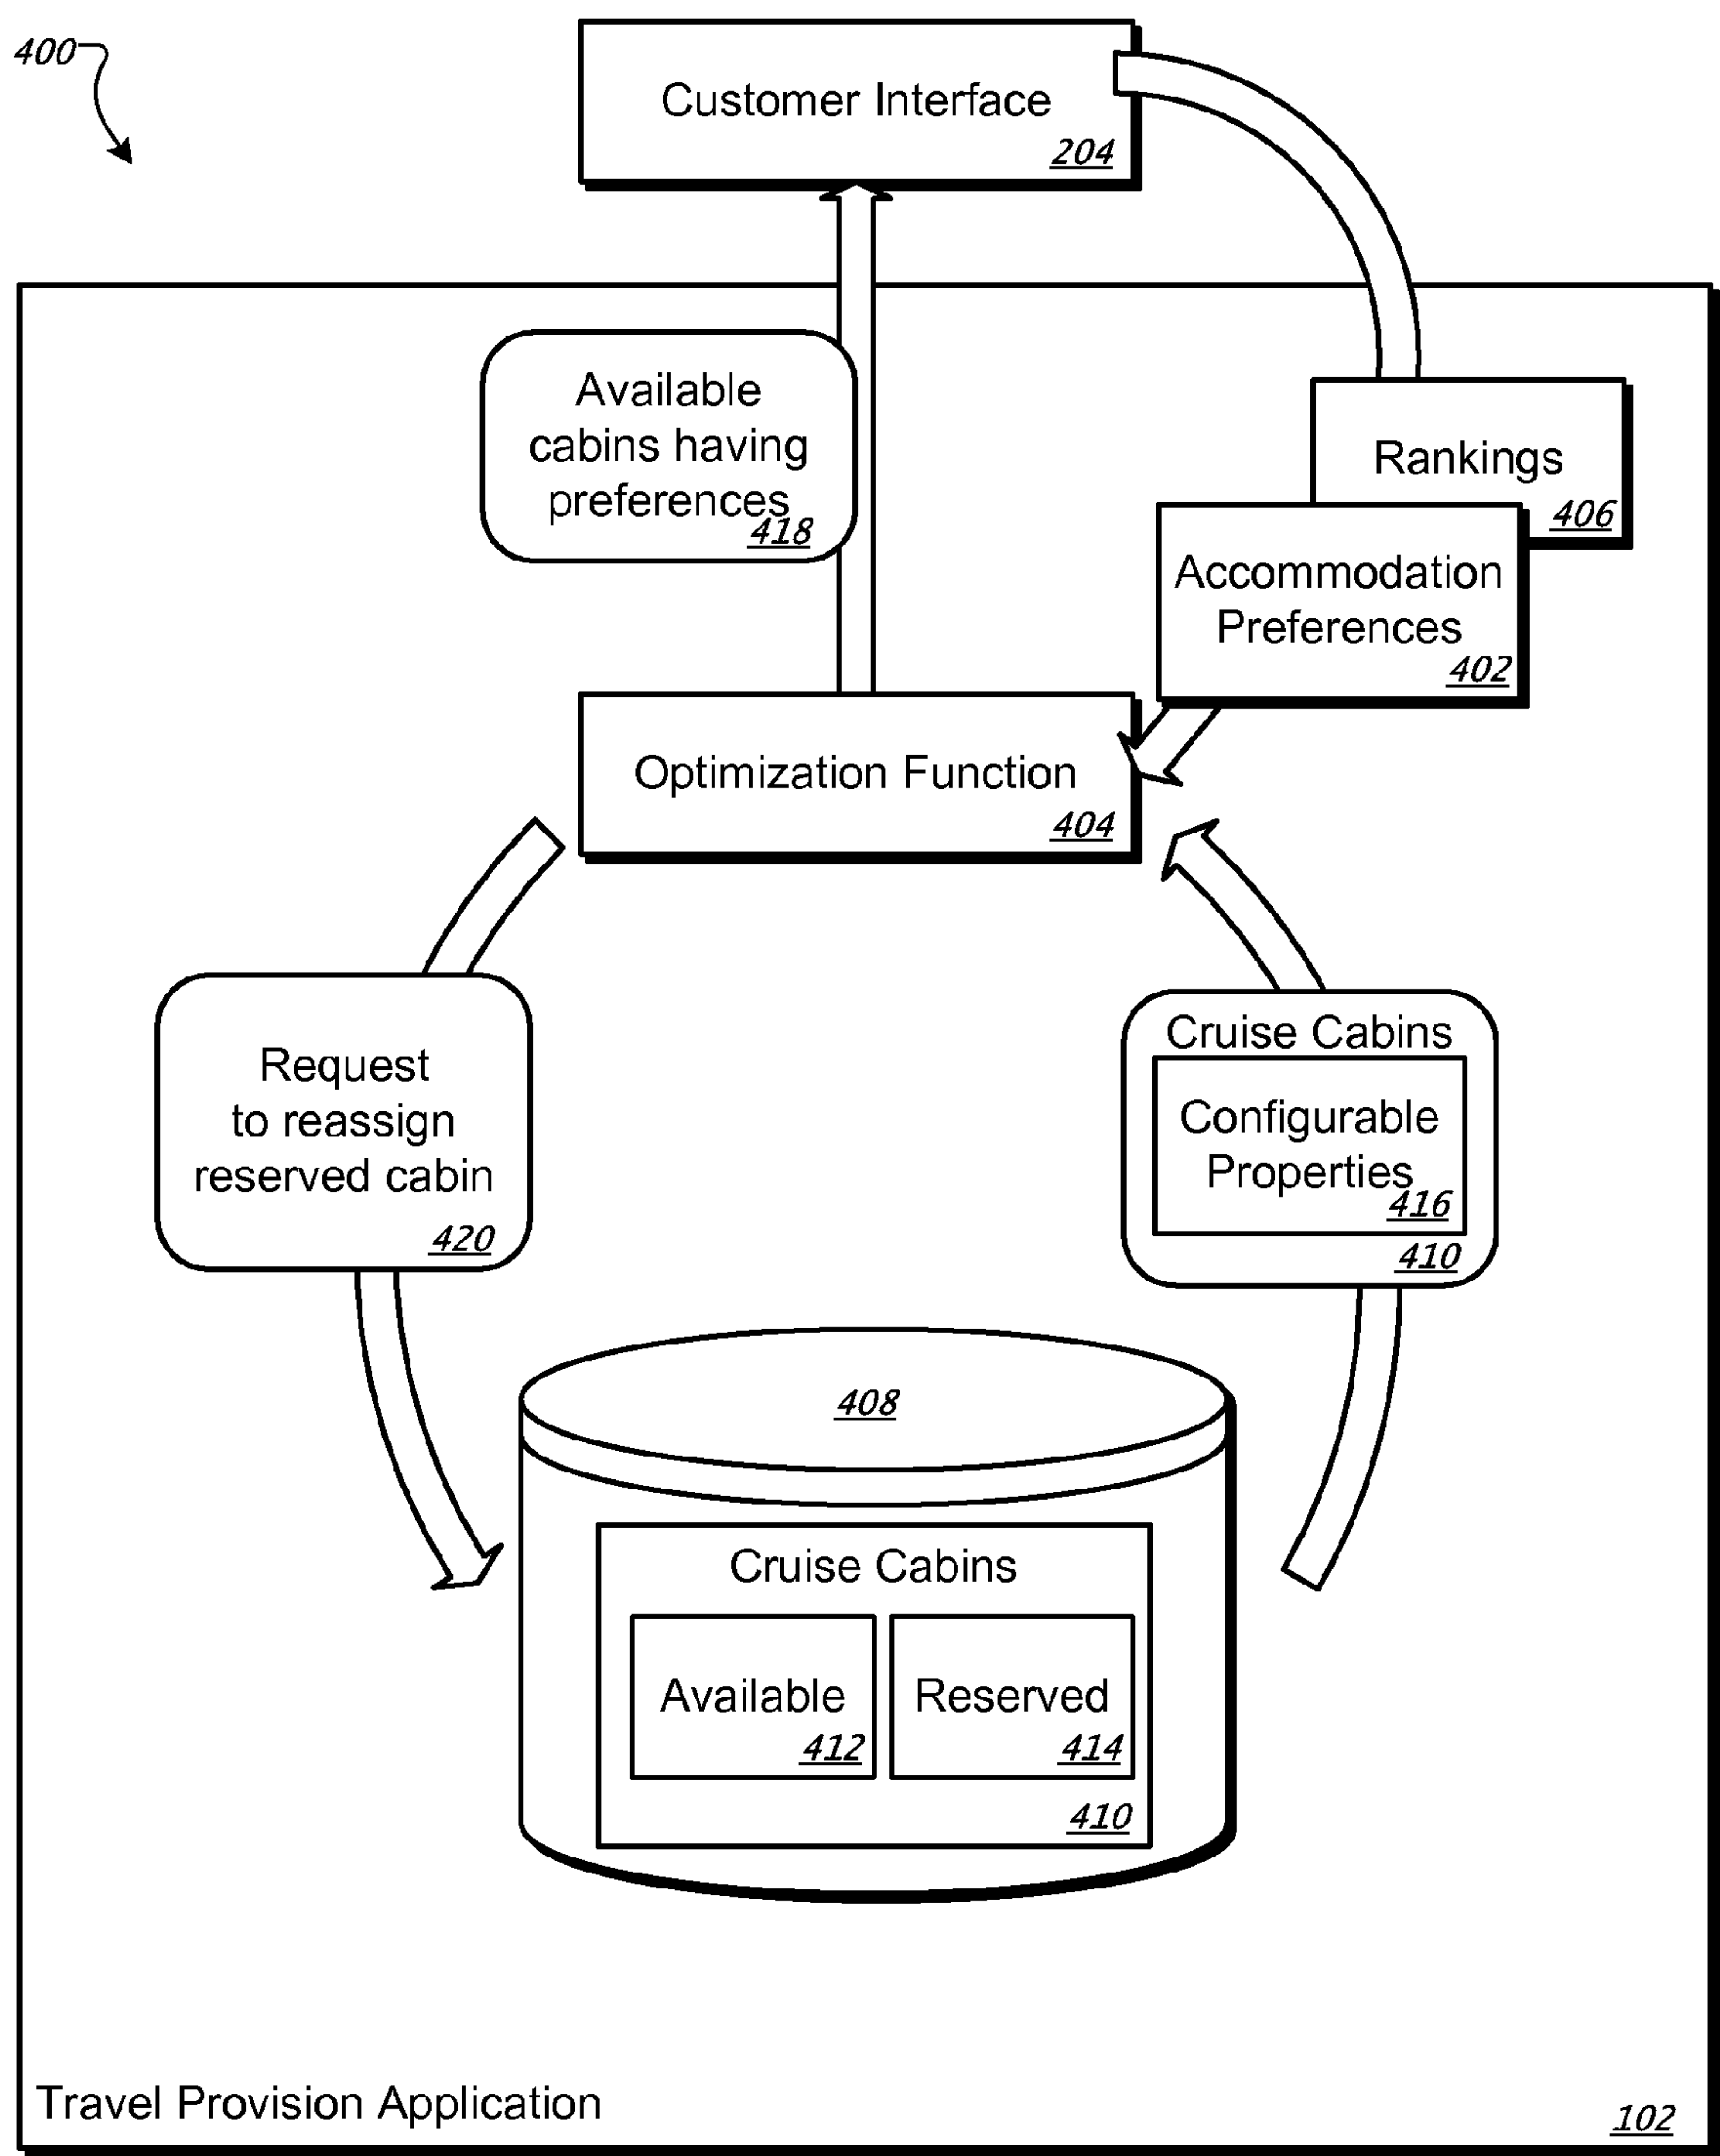 400
Customer Interface
204
Available
cabins having
preferences
418
Rankings
406
Accommodation
Preferences
402
Optimization Function
404
Request
to reassign
reserved cabin
420
Cruise Cabins
Configurable
Properties
416
410
408
Cruise Cabins
Available
412
Reserved
414
410
Travel Provision Application
102